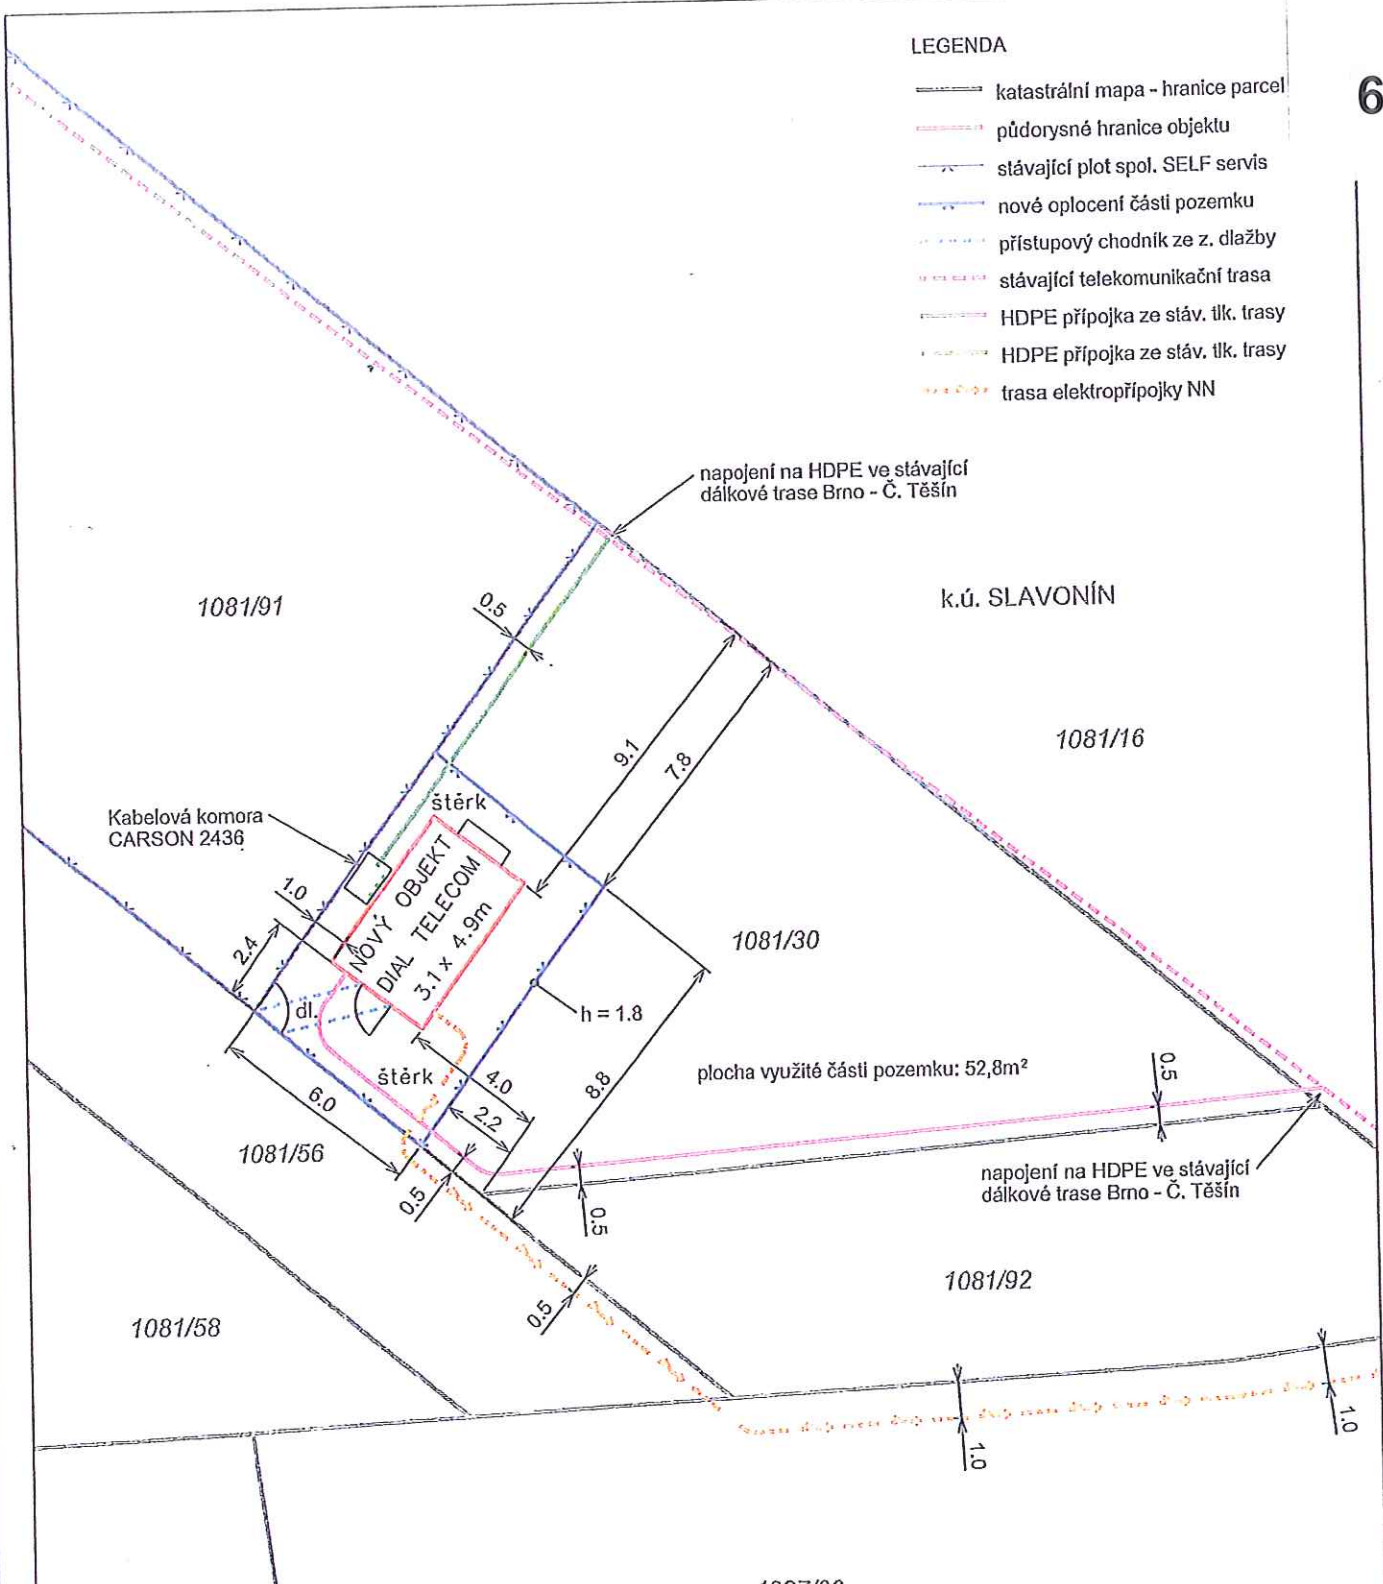 LEGENDA
katastrální mapa - hranice parcel
půdorysné hranice objektu
stávající plot spol. SELF servis
nové oplocení části pozemku
přístupový chodník ze z. dlažby
stávající telekomunikační trasa
HDPE přípojka ze stáv. tlk. trasy
HDPE přípojka ze stáv. tlk. trasy
trasa elektropřípojky NN
6
napojení na HDPE ve stávající
dálkové trase Brno - Č. Těšín
1081/91
0.5
k.ú. SLAVONÍN
1081/16
9.1
7.8
štěrk
Kabelová komora
CARSON 2436
1.0
2.4
NOVÝ OBJEKT
DIAL TELECOM
3.1 x 4.9m
1081/30
dl.
h = 1.8
štěrk
4.0
8.8
plocha využité části pozemku: 52,8m²
0.5
6.0
2.2
1081/56
0.5
0.5
napojení na HDPE ve stávající
dálkové trase Brno - Č. Těšín
1081/92
0.5
1081/58
1.0
1.0